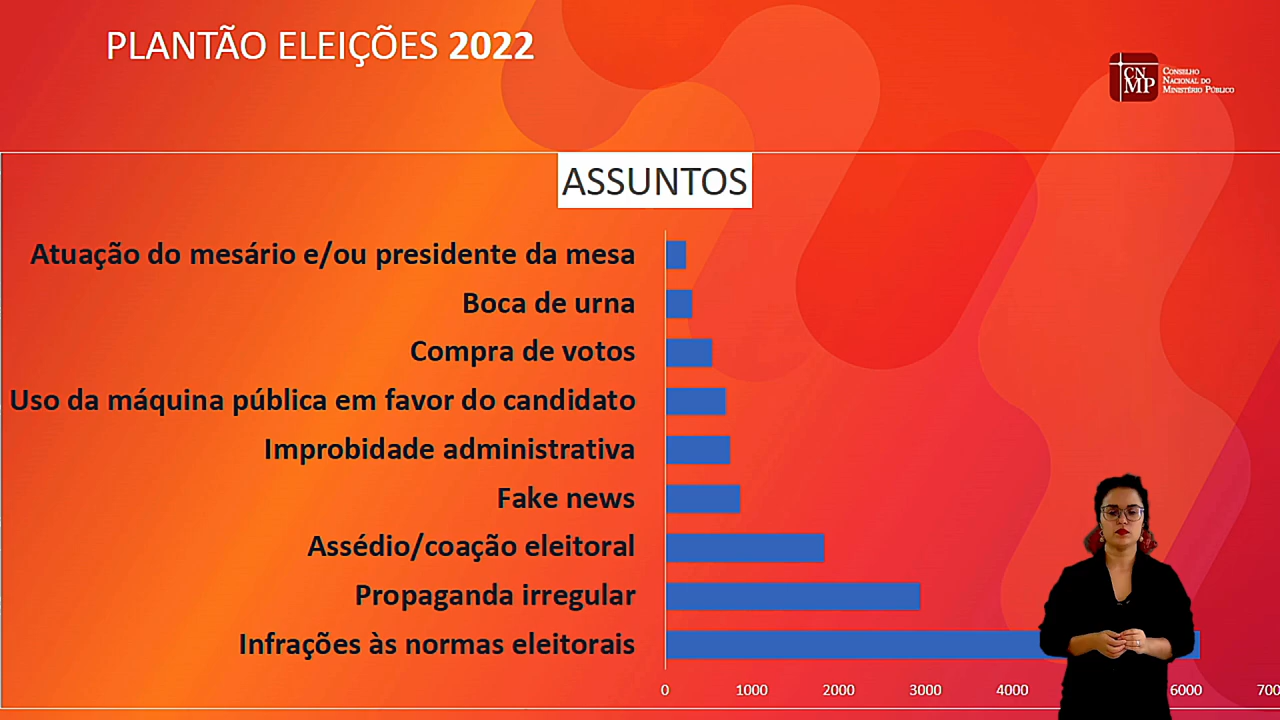 PLANTÃO ELEIÇÕES 2022
CN
MP
CONSELHO
NACIONAL DO
MINISTÉRIO PÚBLICO
ASSUNTOS
Atuação do mesário e/ou presidente da mesa
Boca de urna
Compra de votos
Uso da máquina pública em favor do candidato
Improbidade administrativa
Fake news
Assédio/coação eleitoral
Propaganda irregular
Infrações às normas eleitorais
0 1000 2000 3000 4000 6000